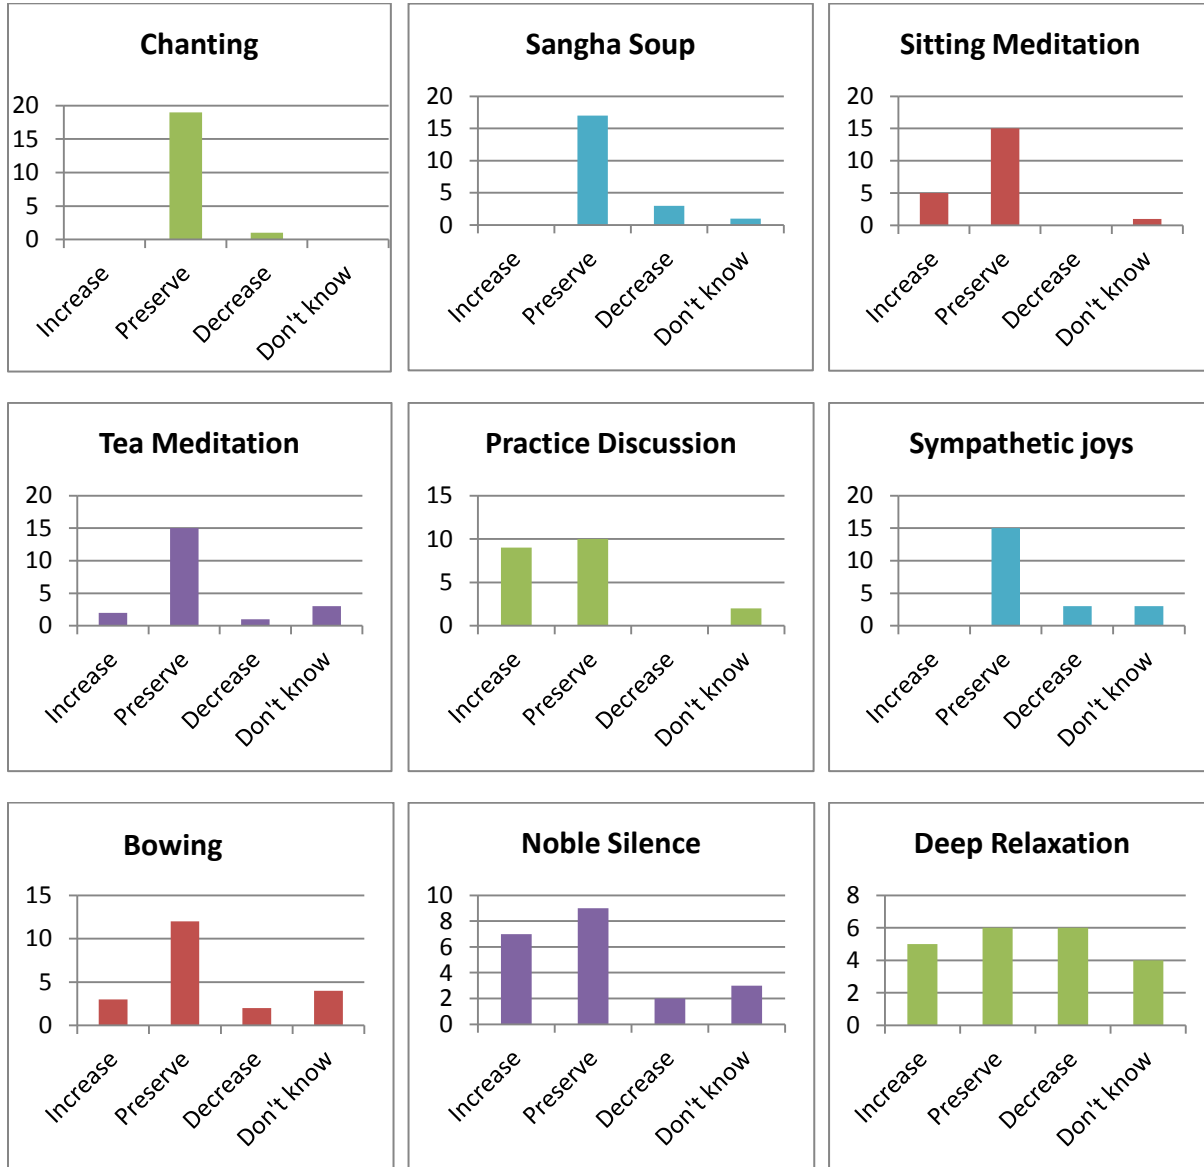 Chanting
20
15
10
5
0
Increase
Preserve
Decrease
Don't know
Sangha Soup
20
15
10
5
0
Increase
Preserve
Decrease
Don't know
Sitting Meditation
20
15
10
5
0
Increase
Preserve
Decrease
Don't know
Tea Meditation
20
15
10
5
0
Increase
Preserve
Decrease
Don't know
Practice Discussion
15
10
5
0
Increase
Preserve
Decrease
Don't know
Sympathetic joys
20
15
10
5
0
Increase
Preserve
Decrease
Don't know
Bowing
15
10
5
0
Increase
Preserve
Decrease
Don't know
Noble Silence
10
8
6
4
2
0
Increase
Preserve
Decrease
Don't know
Deep Relaxation
8
6
4
2
0
Increase
Preserve
Decrease
Don't know